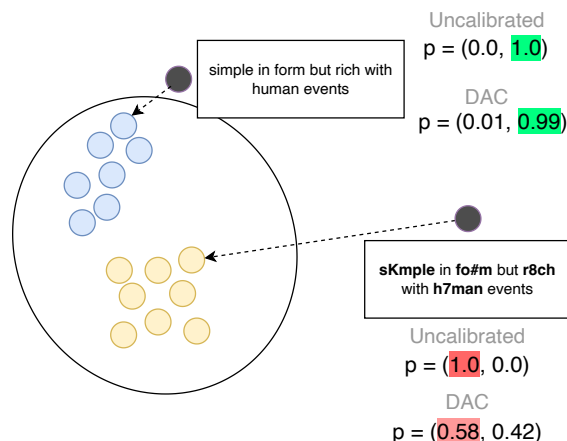 Uncalibrated
p = (0.0, 1.0)
simple in form but rich with
human events
DAC
p = (0.01, 0.99)
sKmple in fo#m but r8ch
with h7man events
Uncalibrated
p = (1.0, 0.0)
DAC
p = (0.58, 0.42)